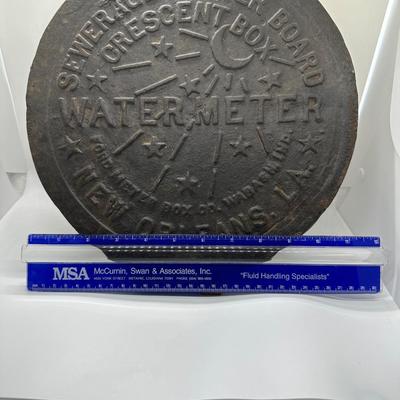 SEWERAGE WATER BOARD
CRESCENT BOX
WATER METER
FORD METER BOX CO. WABASH, IND.
NEW ORLEANS, LA.
MSA McCurnin, Swan & Associates, Inc. "Fluid Handling Specialists"